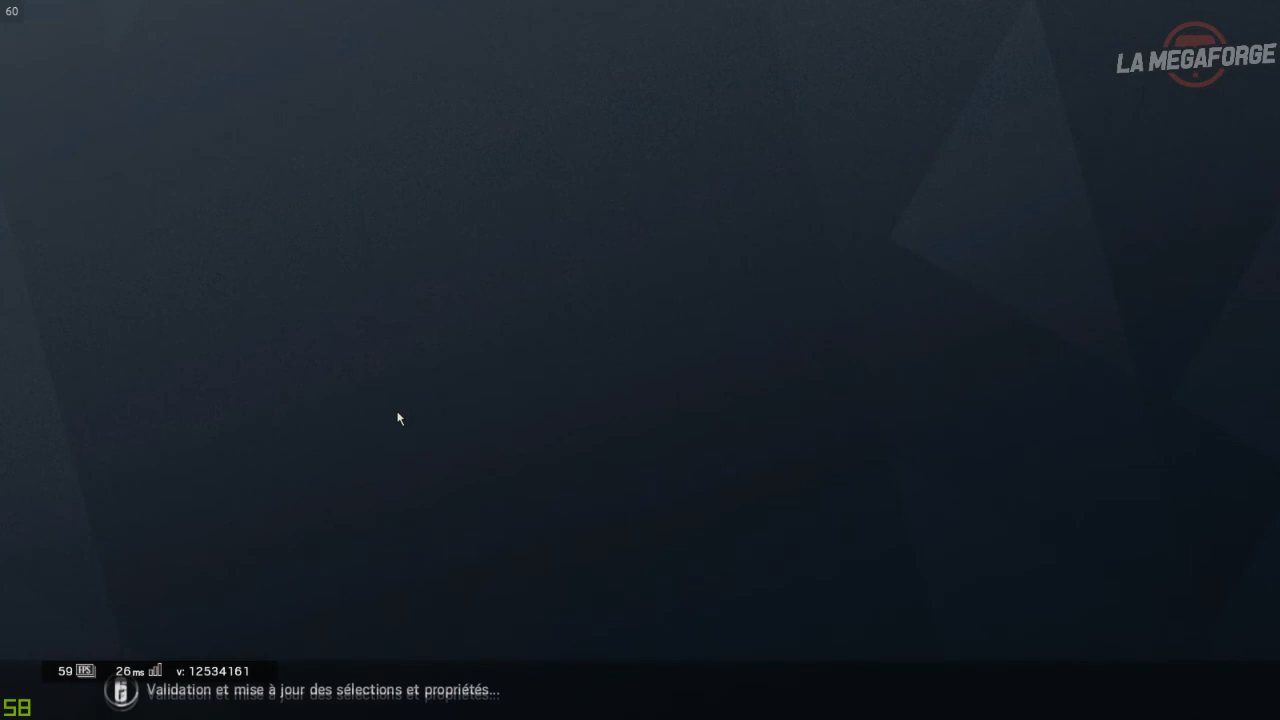 60
LA MEGAFORGE
59 FPS 26ms v: 12534161
Validation et mise à jour des sélections et propriétés...
58